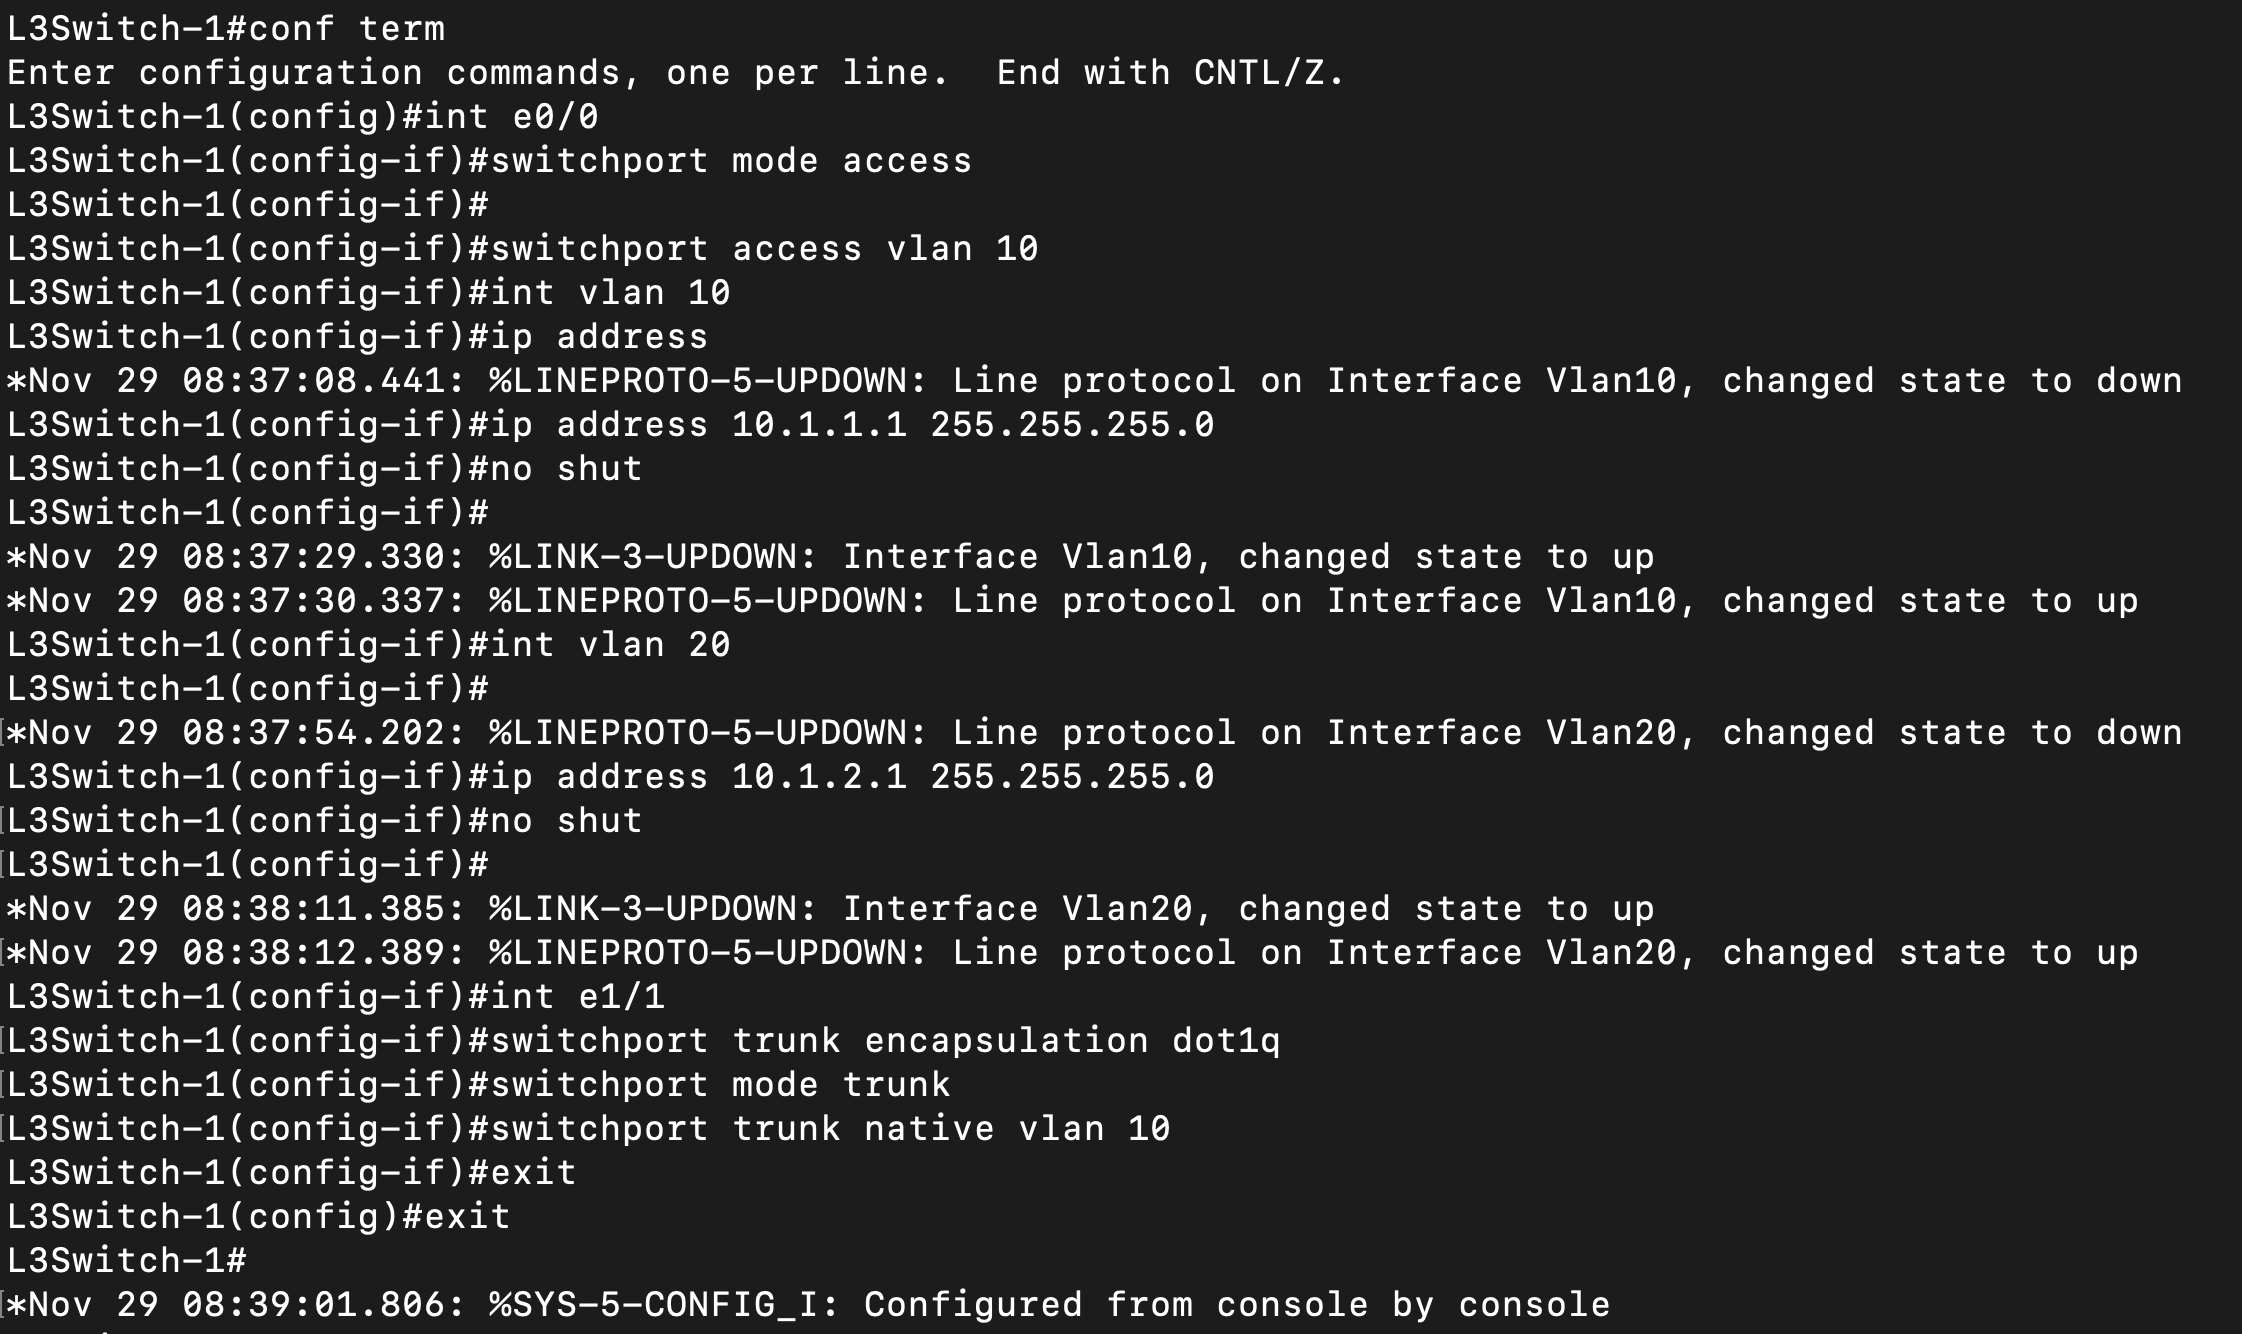 L3Switch-1#conf term
Enter configuration commands, one per line.  End with CNTL/Z.
L3Switch-1(config)#int e0/0
L3Switch-1(config-if)#switchport mode access
L3Switch-1(config-if)#
L3Switch-1(config-if)#switchport access vlan 10
L3Switch-1(config-if)#int vlan 10
L3Switch-1(config-if)#ip address
*Nov 29 08:37:08.441: %LINEPROTO-5-UPDOWN: Line protocol on Interface Vlan10, changed state to down
L3Switch-1(config-if)#ip address 10.1.1.1 255.255.255.0
L3Switch-1(config-if)#no shut
L3Switch-1(config-if)#
*Nov 29 08:37:29.330: %LINK-3-UPDOWN: Interface Vlan10, changed state to up
*Nov 29 08:37:30.337: %LINEPROTO-5-UPDOWN: Line protocol on Interface Vlan10, changed state to up
L3Switch-1(config-if)#int vlan 20
L3Switch-1(config-if)#
*Nov 29 08:37:54.202: %LINEPROTO-5-UPDOWN: Line protocol on Interface Vlan20, changed state to down
L3Switch-1(config-if)#ip address 10.1.2.1 255.255.255.0
L3Switch-1(config-if)#no shut
L3Switch-1(config-if)#
*Nov 29 08:38:11.385: %LINK-3-UPDOWN: Interface Vlan20, changed state to up
*Nov 29 08:38:12.389: %LINEPROTO-5-UPDOWN: Line protocol on Interface Vlan20, changed state to up
L3Switch-1(config-if)#int e1/1
L3Switch-1(config-if)#switchport trunk encapsulation dot1q
L3Switch-1(config-if)#switchport mode trunk
L3Switch-1(config-if)#switchport trunk native vlan 10
L3Switch-1(config-if)#exit
L3Switch-1(config)#exit
L3Switch-1#
*Nov 29 08:39:01.806: %SYS-5-CONFIG_I: Configured from console by console